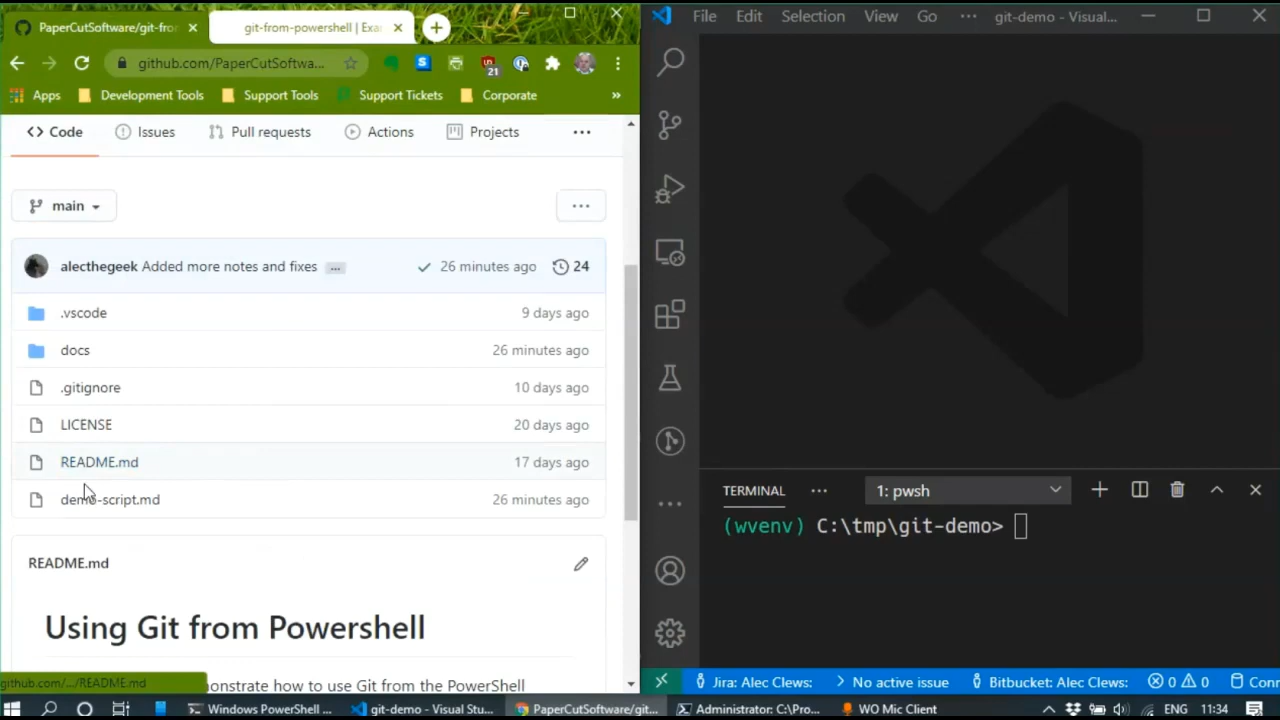 PaperCutSoftware/git-fro
git-from-powershell | Exa
File Edit Selection View Go ··· git-demo - Visual...
github.com/PaperCutSoftwa...
21
Apps Development Tools Support Tools Support Tickets Corporate »
<> Code Issues Pull requests Actions Projects ···
main
···
alecthegeek Added more notes and fixes ... 26 minutes ago 24
.vscode 9 days ago
docs 26 minutes ago
.gitignore 10 days ago
LICENSE 20 days ago
README.md 17 days ago
demo-script.md 26 minutes ago
README.md
Using Git from Powershell
onstrate how to use Git from the PowerShell
github.com/.../README.md
TERMINAL ··· 1: pwsh
(wvenv) C:\tmp\git-demo>
Jira: Alec Clews: No active issue Bitbucket: Alec Clews: 0 0 Conn
Windows PowerShell ... git-demo - Visual Stu... PaperCutSoftware/git... Administrator: C:\Pro... WO Mic Client ENG 11:34